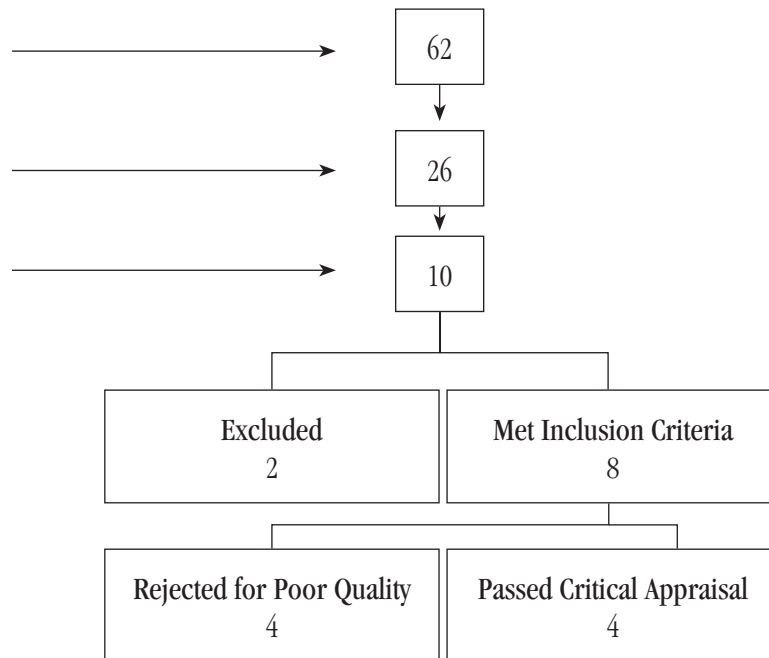 62
26
10
Excluded
2
Met Inclusion Criteria
8
Rejected for Poor Quality
4
Passed Critical Appraisal
4